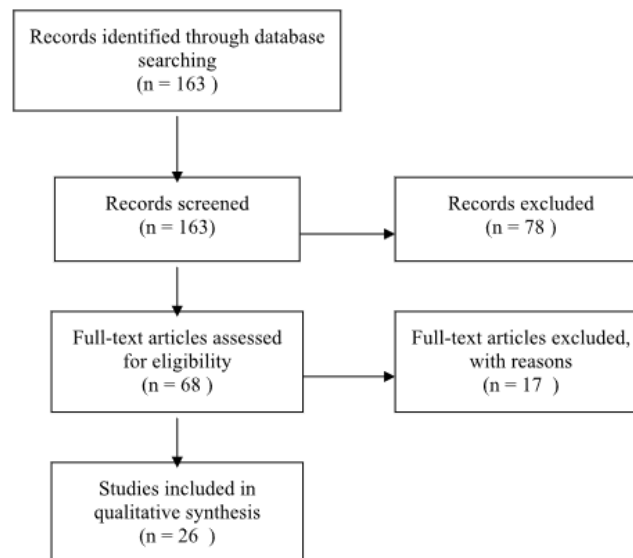 Records identified through database
searching
(n = 163 )
Records screened
(n = 163)
Records excluded
(n = 78 )
Full-text articles assessed
for eligibility
(n = 68 )
Full-text articles excluded,
with reasons
(n = 17 )
Studies included in
qualitative synthesis
(n = 26 )